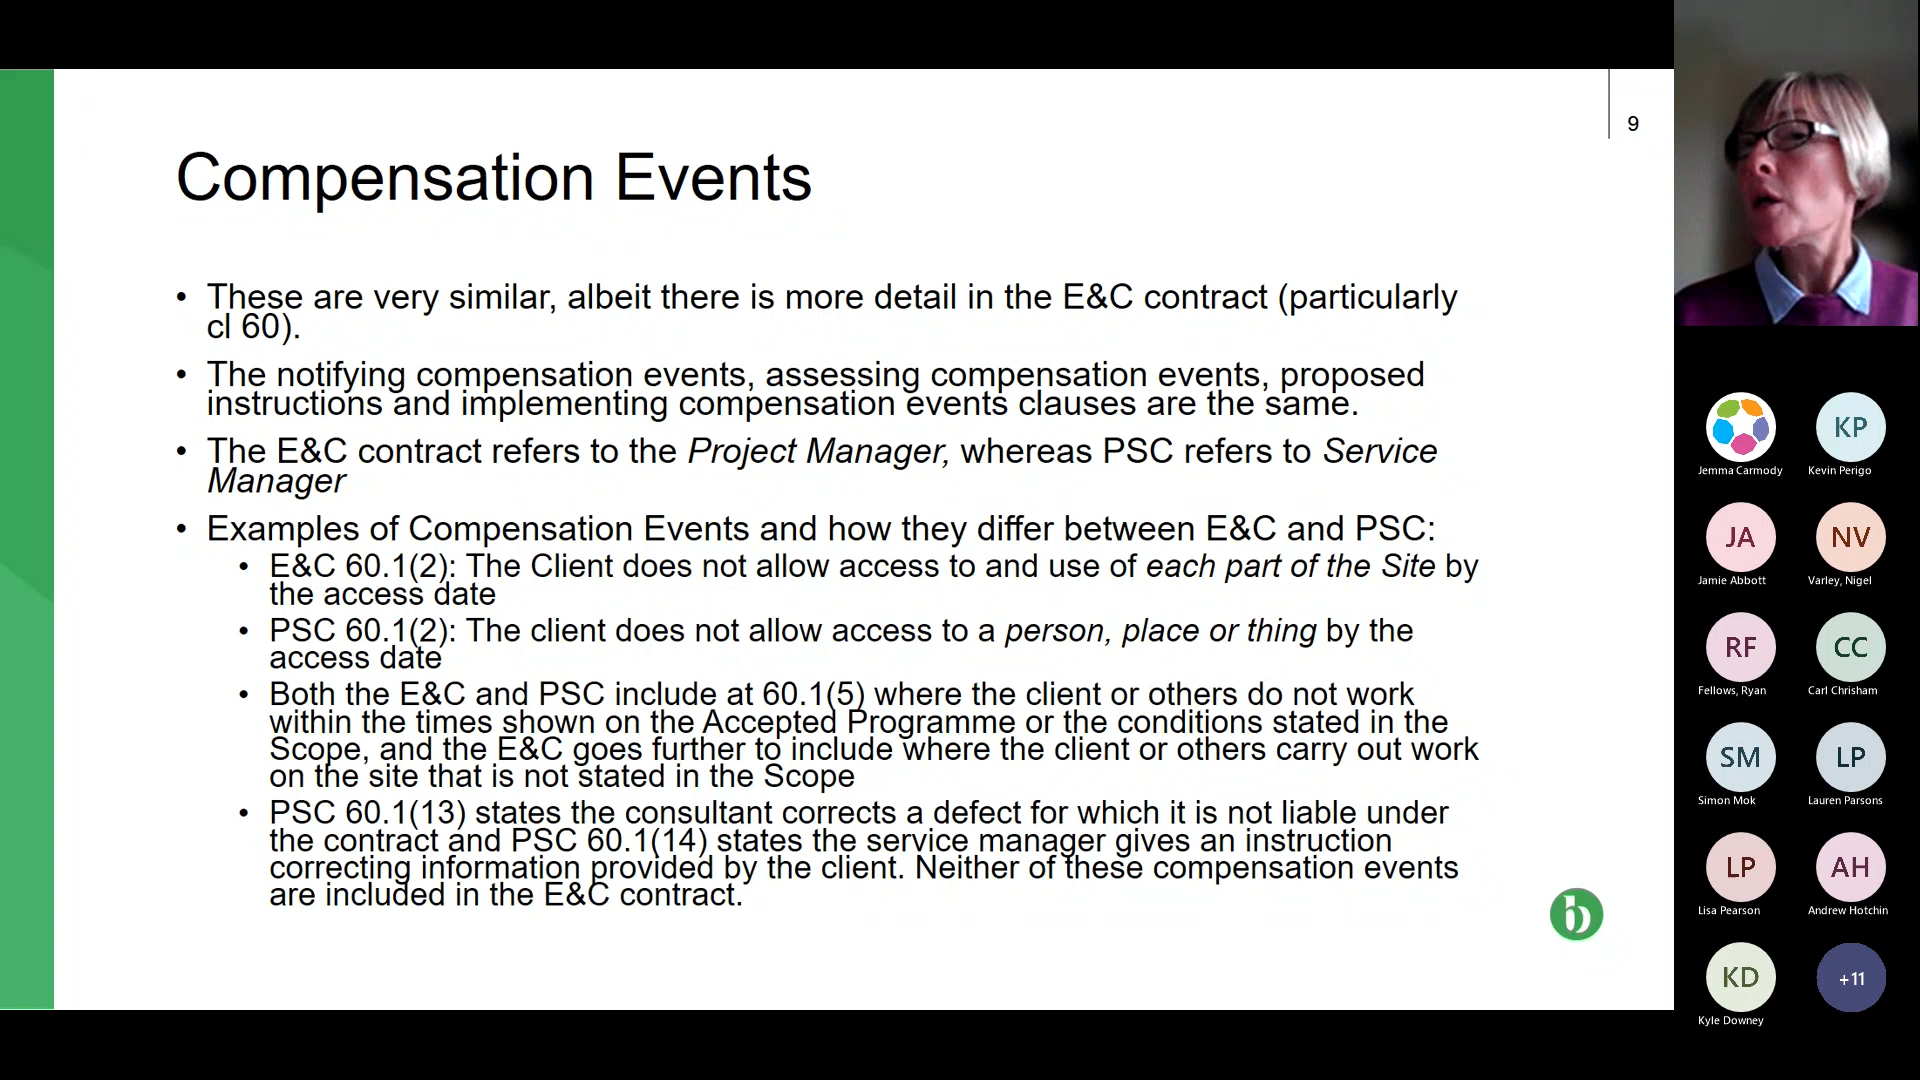 9
Compensation Events
• These are very similar, albeit there is more detail in the E&C contract (particularly
cl 60).
• The notifying compensation events, assessing compensation events, proposed
instructions and implementing compensation events clauses are the same.
• The E&C contract refers to the Project Manager, whereas PSC refers to Service
Manager
• Examples of Compensation Events and how they differ between E&C and PSC:
• E&C 60.1(2): The Client does not allow access to and use of each part of the Site by
the access date
• PSC 60.1(2): The client does not allow access to a person, place or thing by the
access date
• Both the E&C and PSC include at 60.1(5) where the client or others do not work
within the times shown on the Accepted Programme or the conditions stated in the
Scope, and the E&C goes further to include where the client or others carry out work
on the site that is not stated in the Scope
• PSC 60.1(13) states the consultant corrects a defect for which it is not liable under
the contract and PSC 60.1(14) states the service manager gives an instruction
correcting information provided by the client. Neither of these compensation events
are included in the E&C contract.
b
KP
Jemma Carmody Kevin Perigo
JA NV
Jamie Abbott Varley, Nigel
RF CC
Fellows, Ryan Carl Chrisham
SM LP
Simon Mok Lauren Parsons
LP AH
Lisa Pearson Andrew Hotchin
KD +11
Kyle Downey